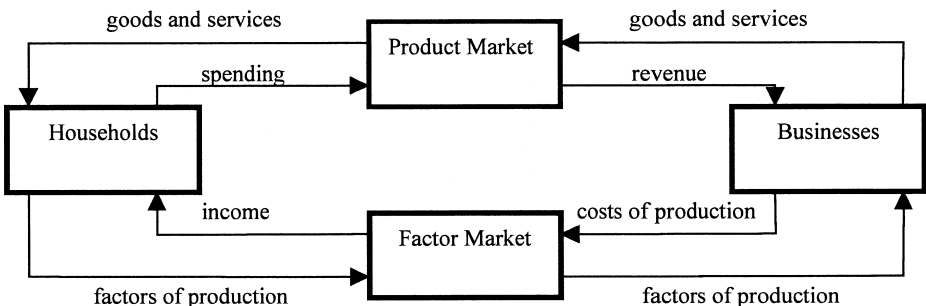 goods and services
goods and services
Product Market
spending
revenue
Households
Businesses
income
costs of production
Factor Market
factors of production
factors of production